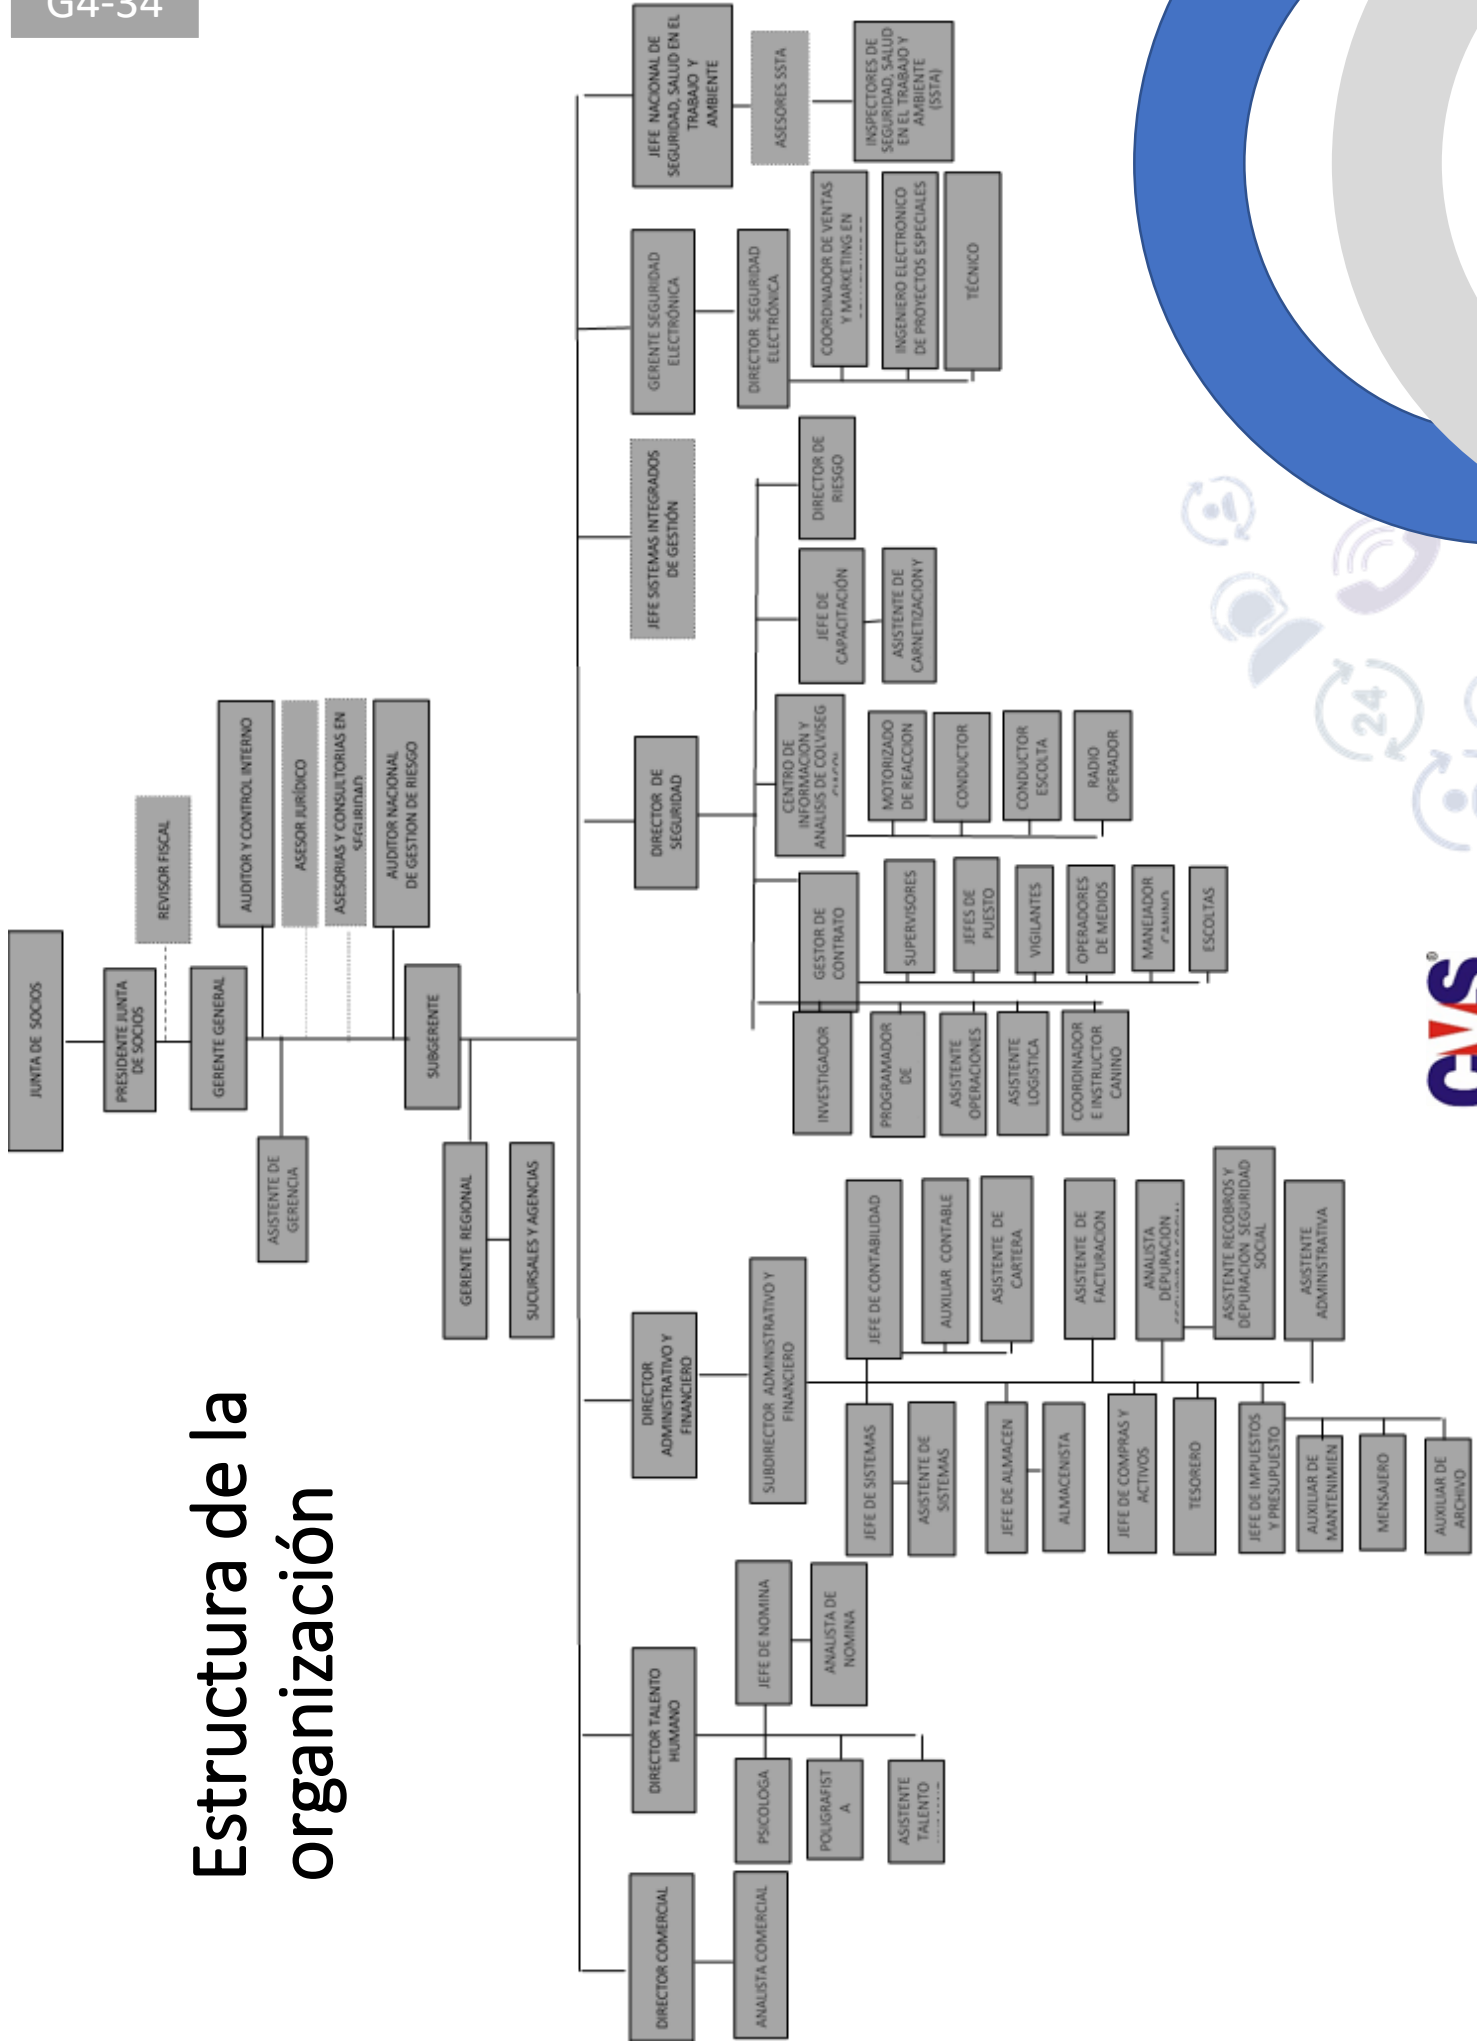 G4-34
Estructura de la
organización
JUNTA DE SOCIOS
PRESIDENTE JUNTA
DE SOCIOS
REVISOR FISCAL
GERENTE GENERAL
AUDITOR Y CONTROL INTERNO
ASISTENTE DE
GERENCIA
ASESOR JURÍDICO
ASESORIAS Y CONSULTORIAS EN
SEGURIDAD
AUDITOR NACIONAL
DE GESTION DE RIESGO
SUBGERENTE
GERENTE REGIONAL
SUCURSALES Y AGENCIAS
DIRECTOR COMERCIAL
ANALISTA COMERCIAL
DIRECTOR TALENTO
HUMANO
PSICOLOGA
JEFE DE NOMINA
ANALISTA DE
NOMINA
POLIGRAFIST
A
ASISTENTE
TALENTO
DIRECTOR
ADMINISTRATIVO Y
FINANCIERO
SUBDIRECTOR ADMINISTRATIVO Y
FINANCIERO
JEFE DE SISTEMAS
ASISTENTE DE
SISTEMAS
JEFE DE ALMACEN
ALMACENISTA
JEFE DE COMPRAS Y
ACTIVOS
TESORERO
JEFE DE IMPUESTOS
Y PRESUPUESTO
AUXILIAR DE
MANTENIMIEN
MENSAJERO
AUXILIAR DE
ARCHIVO
JEFE DE CONTABILIDAD
AUXILIAR CONTABLE
ASISTENTE DE
CARTERA
ASISTENTE DE
FACTURACION
ANALISTA
DEPURACION
ASISTENTE RECOBROS Y
DEPURACION SEGURIDAD
SOCIAL
ASISTENTE
ADMINISTRATIVA
DIRECTOR DE
SEGURIDAD
INVESTIGADOR
PROGRAMADOR
DE
ASISTENTE
OPERACIONES
ASISTENTE
LOGISTICA
COORDINADOR
E INSTRUCTOR
CANINO
GESTOR DE
CONTRATO
SUPERVISORES
JEFES DE
PUESTO
VIGILANTES
OPERADORES
DE MEDIOS
MANEJADOR
CANINO
ESCOLTAS
CENTRO DE
INFORMACION Y
ANALISIS DE COLVISEG
MOTORIZADO
DE REACCION
CONDUCTOR
CONDUCTOR
ESCOLTA
RADIO
OPERADOR
JEFE DE
CAPACITACIÓN
ASISTENTE DE
CARNETIZACION Y
DIRECTOR DE
RIESGO
JEFE SISTEMAS INTEGRADOS
DE GESTIÓN
GERENTE SEGURIDAD
ELECTRÓNICA
DIRECTOR SEGURIDAD
ELECTRÓNICA
COORDINADOR DE VENTAS
Y MARKETING EN
INGENIERO ELECTRONICO
DE PROYECTOS ESPECIALES
TÉCNICO
JEFE NACIONAL DE
SEGURIDAD, SALUD EN EL
TRABAJO Y
AMBIENTE
ASESORES SSTA
INSPECTORES DE
SEGURIDAD, SALUD
EN EL TRABAJO Y
AMBIENTE
(SSTA)
24
CVS®